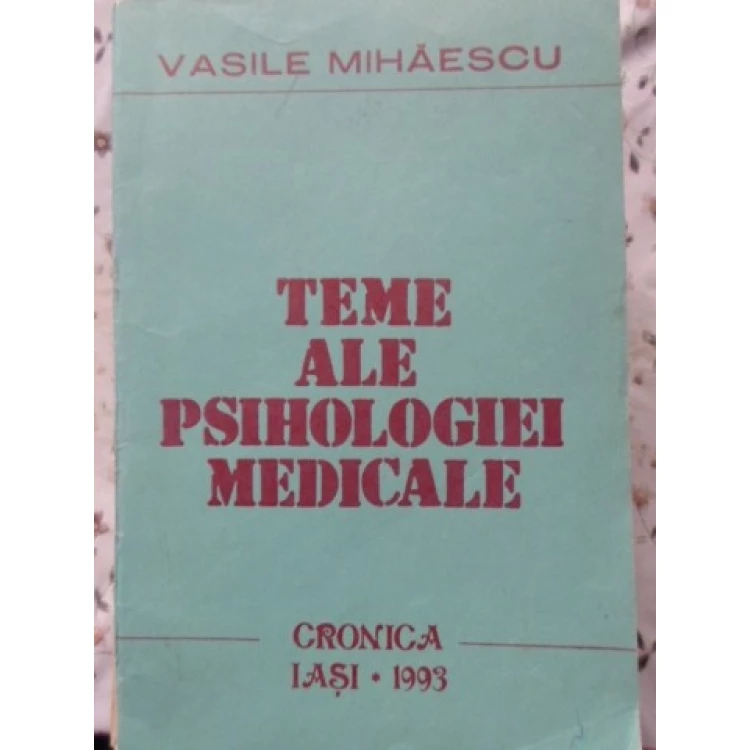 VASILE MIHĂESCU
TEME
ALE
PSIHOLOGIEI
MEDICALE
CRONICA
IAȘI * 1993